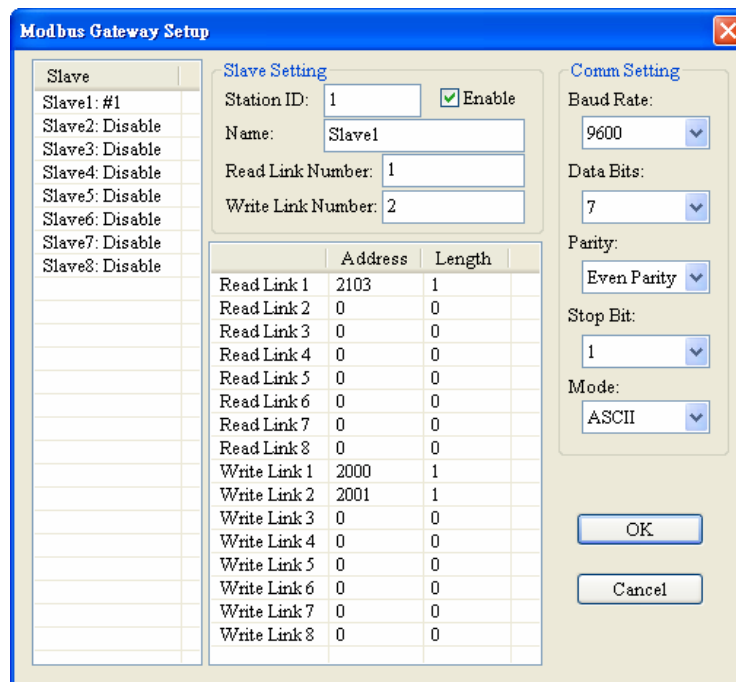 Modbus Gateway Setup
Slave
Slave1: #1
Slave2: Disable
Slave3: Disable
Slave4: Disable
Slave5: Disable
Slave6: Disable
Slave7: Disable
Slave8: Disable
Slave Setting
Station ID: 1 Enable
Name: Slave1
Read Link Number: 1
Write Link Number: 2
Address Length
Read Link 1 2103 1
Read Link 2 0 0
Read Link 3 0 0
Read Link 4 0 0
Read Link 5 0 0
Read Link 6 0 0
Read Link 7 0 0
Read Link 8 0 0
Write Link 1 2000 1
Write Link 2 2001 1
Write Link 3 0 0
Write Link 4 0 0
Write Link 5 0 0
Write Link 6 0 0
Write Link 7 0 0
Write Link 8 0 0
Comm Setting
Baud Rate:
9600
Data Bits:
7
Parity:
Even Parity
Stop Bit:
1
Mode:
ASCII
OK
Cancel